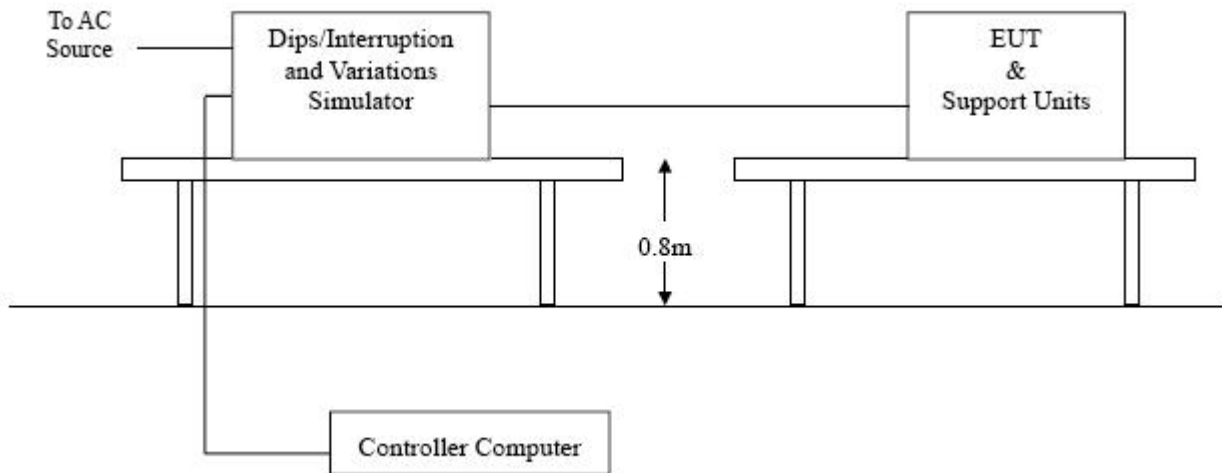 To AC
Source
Dips/Interruption
and Variations
Simulator
EUT
&
Support Units
0.8m
Controller Computer